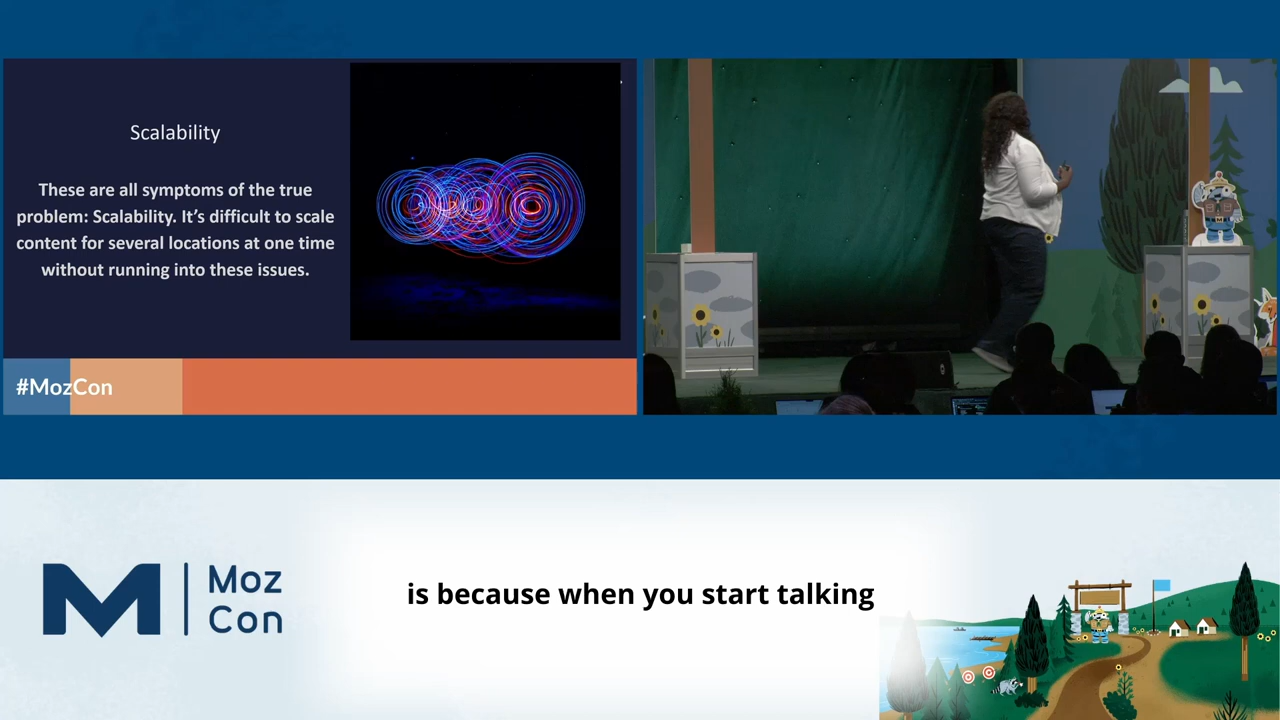 Scalability
These are all symptoms of the true
problem: Scalability. It’s difficult to scale
content for several locations at one time
without running into these issues.
#MozCon
Moz
Con
is because when you start talking